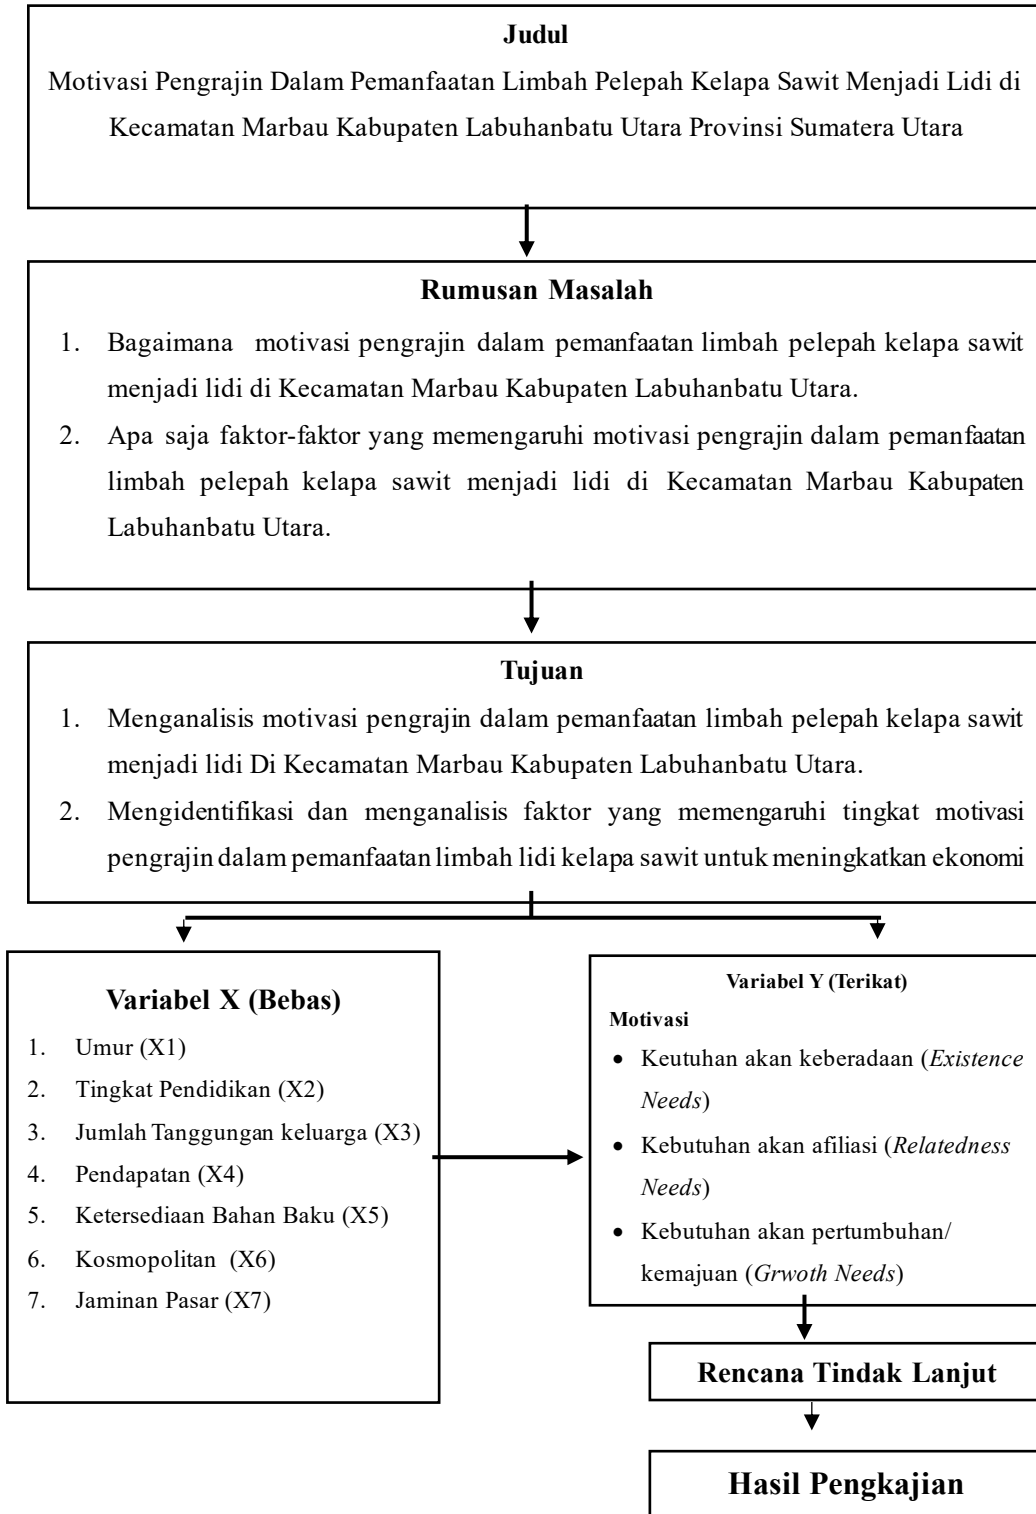 Judul
Motivasi Pengrajin Dalam Pemanfaatan Limbah Pelepah Kelapa Sawit Menjadi Lidi di
Kecamatan Marbau Kabupaten Labuhanbatu Utara Provinsi Sumatera Utara
Rumusan Masalah
1. Bagaimana motivasi pengrajin dalam pemanfaatan limbah pelepah kelapa sawit
menjadi lidi di Kecamatan Marbau Kabupaten Labuhanbatu Utara.
2. Apa saja faktor-faktor yang memengaruhi motivasi pengrajin dalam pemanfaatan
limbah pelepah kelapa sawit menjadi lidi di Kecamatan Marbau Kabupaten
Labuhanbatu Utara.
Tujuan
1. Menganalisis motivasi pengrajin dalam pemanfaatan limbah pelepah kelapa sawit
menjadi lidi Di Kecamatan Marbau Kabupaten Labuhanbatu Utara.
2. Mengidentifikasi dan menganalisis faktor yang memengaruhi tingkat motivasi
pengrajin dalam pemanfaatan limbah lidi kelapa sawit untuk meningkatkan ekonomi
Variabel X (Bebas)
1. Umur (X1)
2. Tingkat Pendidikan (X2)
3. Jumlah Tanggungan keluarga (X3)
4. Pendapatan (X4)
5. Ketersediaan Bahan Baku (X5)
6. Kosmopolitan (X6)
7. Jaminan Pasar (X7)
Variabel Y (Terikat)
Motivasi
• Keutuhan akan keberadaan (Existence
Needs)
• Kebutuhan akan afiliasi (Relatedness
Needs)
• Kebutuhan akan pertumbuhan/
kemajuan (Grwoth Needs)
Rencana Tindak Lanjut
Hasil Pengkajian